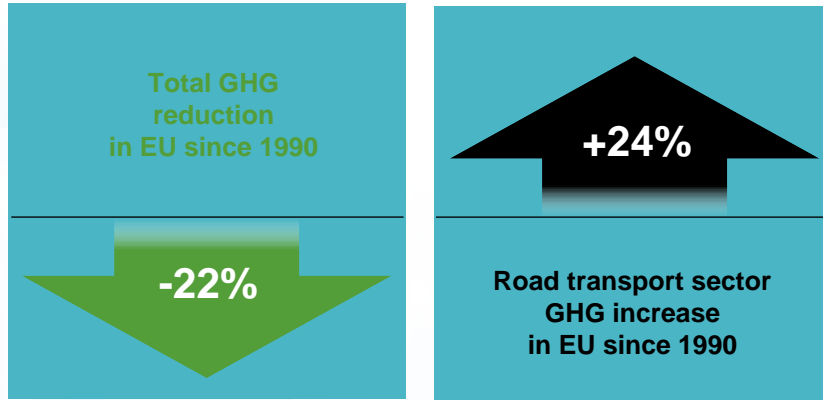 Total GHG
reduction
in EU since 1990
-22%
+24%
Road transport sector
GHG increase
in EU since 1990